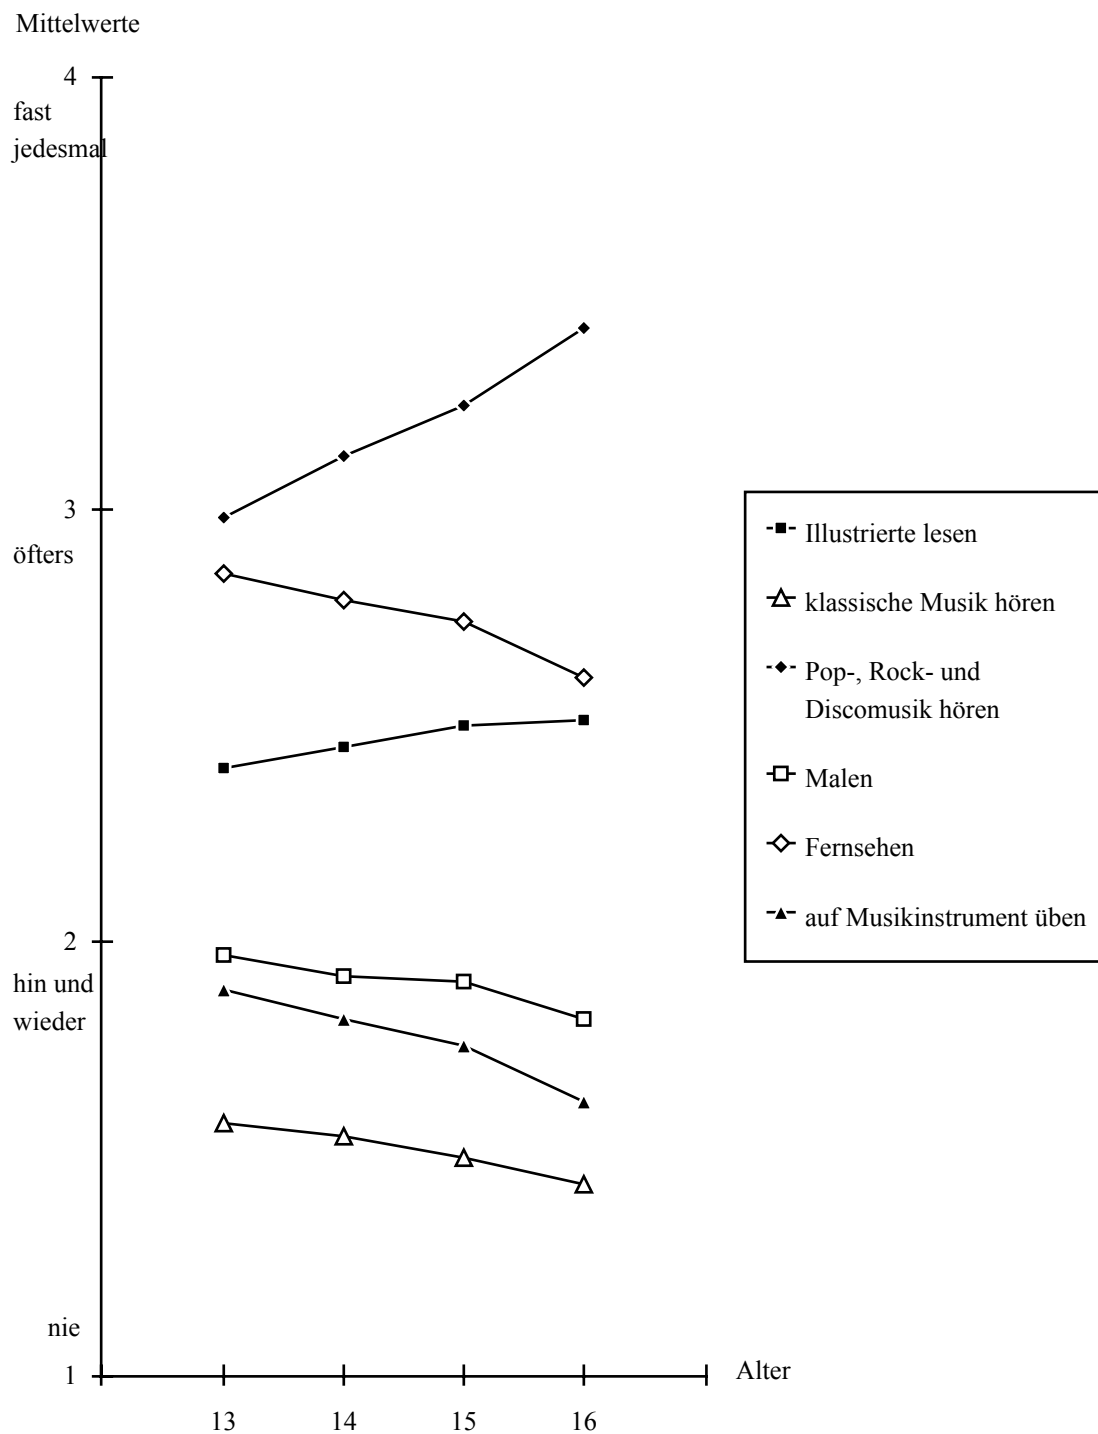 Mittelwerte
4
fast
jedesmal
3
öfters
2
hin und
wieder
nie
1
13 14 15 16
Alter
Illustrierte lesen
klassische Musik hören
Pop-, Rock- und
Discomusik hören
Malen
Fernsehen
auf Musikinstrument üben